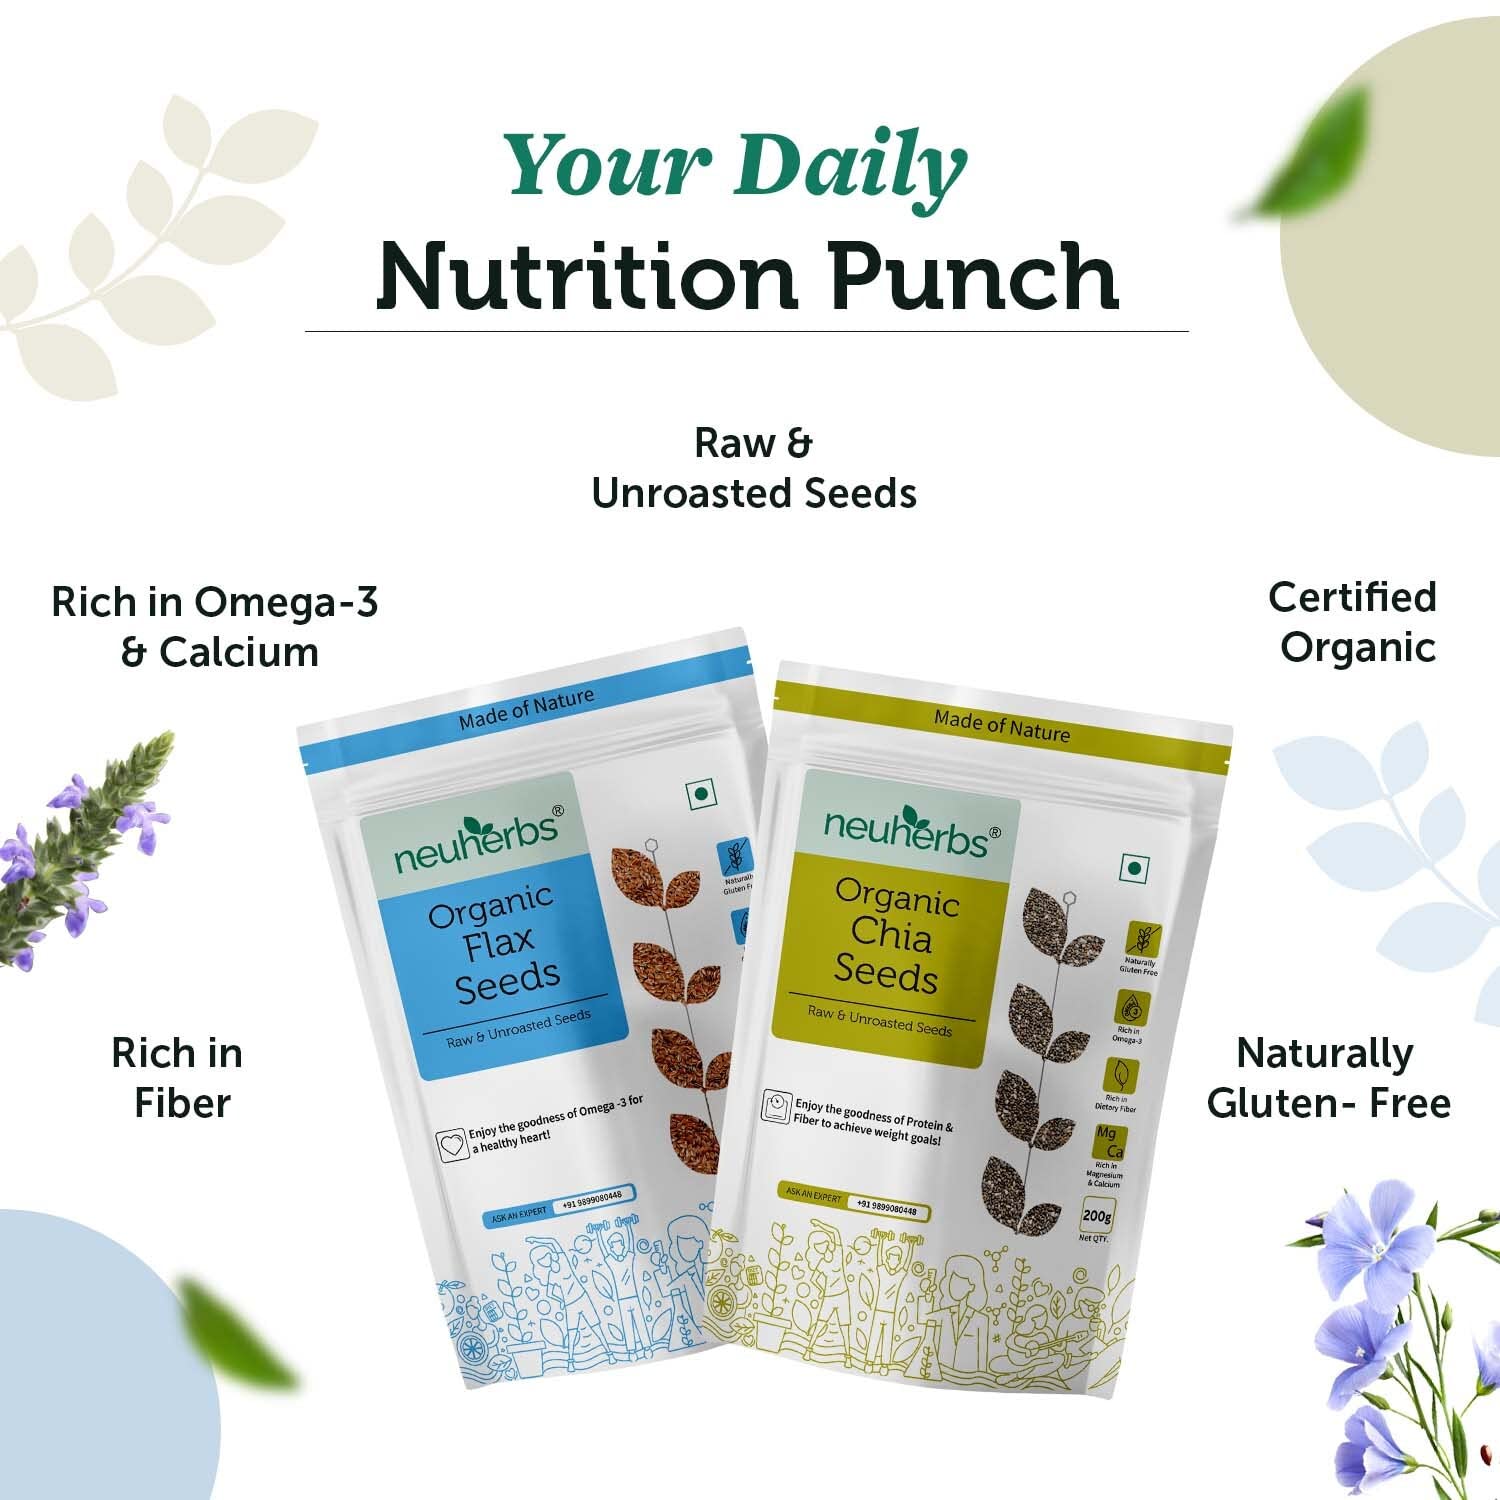 Your Daily
Nutrition Punch
Raw &
Unroasted Seeds
Rich in Omega-3
& Calcium
Certified
Organic
Rich in
Fiber
Naturally
Gluten- Free
Made of Nature
neuherbs®
Organic
Flax
Seeds
Raw & Unroasted Seeds
Enjoy the goodness of Omega -3 for
a healthy heart!
ASK AN EXPERT +91 9899080448
Made of Nature
neuherbs®
Organic
Chia
Seeds
Raw & Unroasted Seeds
Enjoy the goodness of Protein &
Fiber to achieve weight goals!
ASK AN EXPERT +91 9899080448
Naturally
Gluten Free
Rich in
Omega-3
Rich in
Dietary Fiber
Mg
Ca
Rich in
Magnesium
& Calcium
200g
Net QTY.